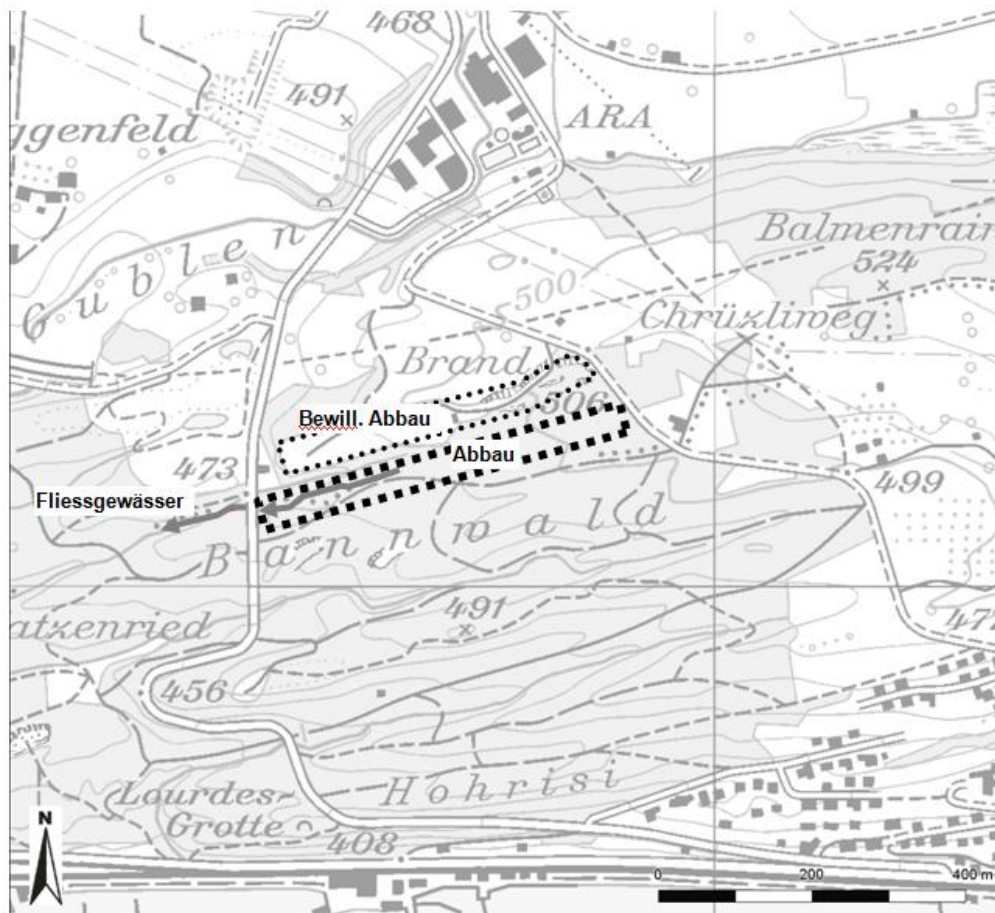 468
491
ggenfeld
ARA
Balmenrain
524
Gublen
500
Chrüzliweg
Brand
506
Bewill. Abbau
Abbau
473
499
Fliessgewässer
Bannwald
491
atzenried
477
456
Hohrisi
Lourdes-
Grotte
408
N
0 200 400 m